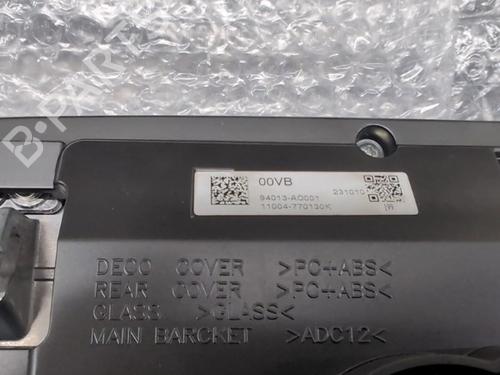 B-PARTS
00VB
94013-AO001
231010
11004-770130K
DECO COVER >PC+ABS<
REAR COVER >PC+ABS<
GLASS >GLASS<
MAIN BARCKET >ADC12<